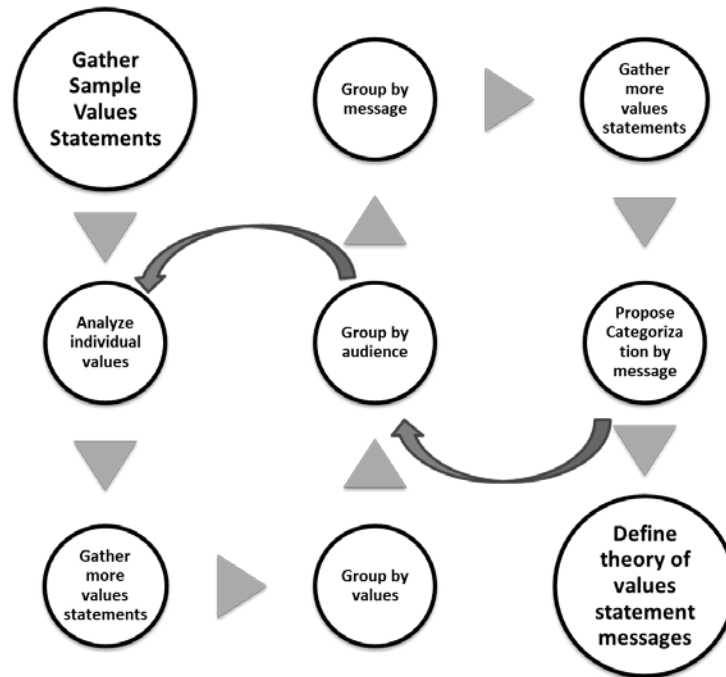 Gather
Sample
Values
Statements
Analyze
individual
values
Gather
more
values
statements
Group by
values
Group by
audience
Group by
message
Gather
more
values
statements
Propose
Categoriza
tion by
message
Define
theory of
values
statement
messages